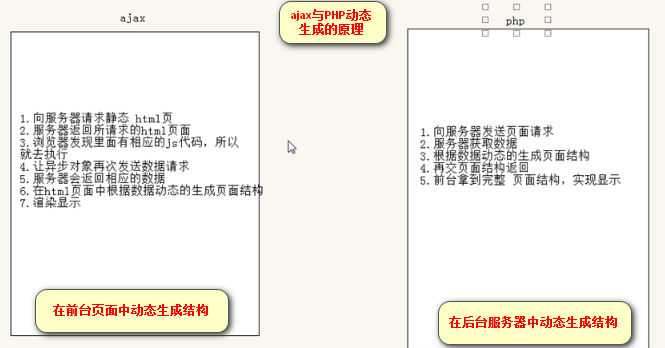 ajax
ajax与PHP动态
生成的原理
php
1.向服务器请求静态 html页
2.服务器返回所请求的html页面
3.浏览器发现里面有相应的js代码，所以
就去执行
4.让异步对象再次发送数据请求
5.服务器会返回相应的数据
6.在html页面中根据数据动态的生成页面结构
7.渲染显示
在前台页面中动态生成结构
1.向服务器发送页面请求
2.服务器获取数据
3.根据数据动态的生成页面结构
4.再交页面结构返回
5.前台拿到完整 页面结构，实现显示
在后台服务器中动态生成结构